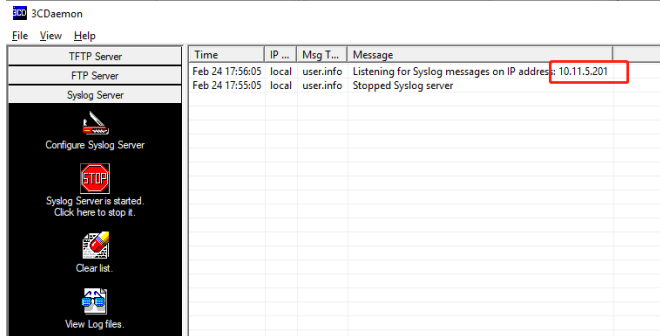 3CDaemon
File View Help
TFTP Server
FTP Server
Syslog Server
Configure Syslog Server
STOP
Syslog Server is started.
Click here to stop it.
Clear list.
View Log files.
Time IP ... Msg T... Message
Feb 24 17:56:05 local user.info Listening for Syslog messages on IP address: 10.11.5.201
Feb 24 17:55:05 local user.info Stopped Syslog server